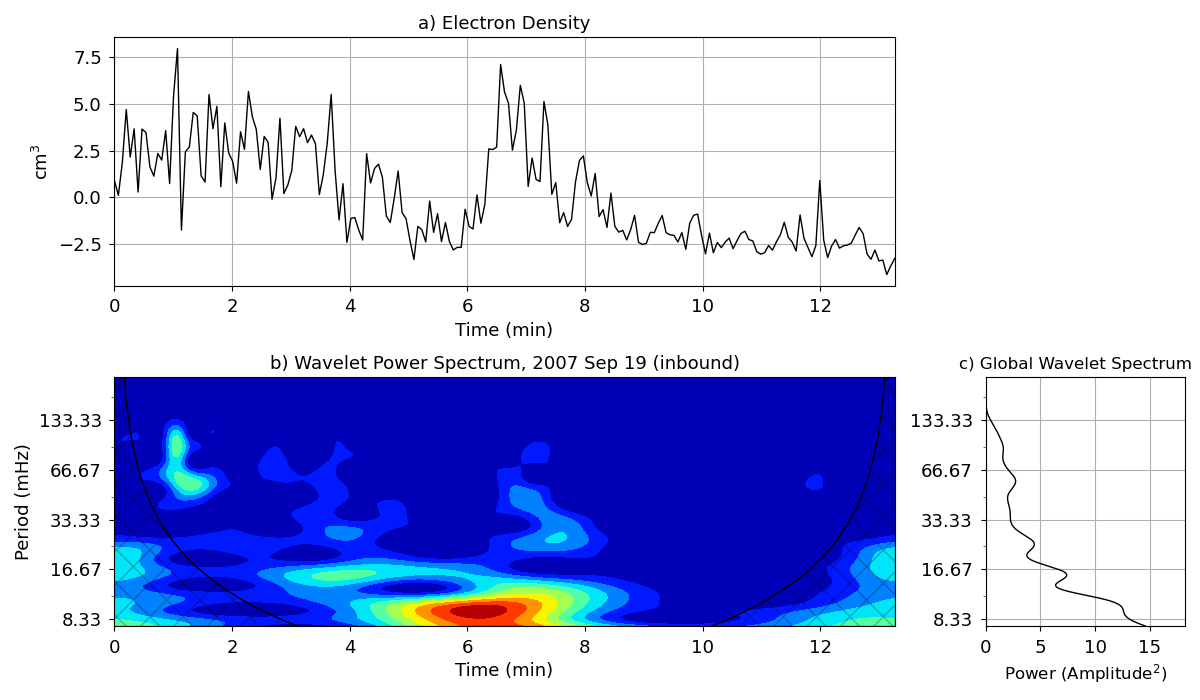 a) Electron Density
7.5
5.0
2.5
0.0
−2.5
cm³
0 2 4 6 8 10 12
Time (min)
b) Wavelet Power Spectrum, 2007 Sep 19 (inbound)
133.33
66.67
33.33
16.67
8.33
Period (mHz)
0 2 4 6 8 10 12
Time (min)
c) Global Wavelet Spectrum
133.33
66.67
33.33
16.67
8.33
0 5 10 15
Power (Amplitude²)